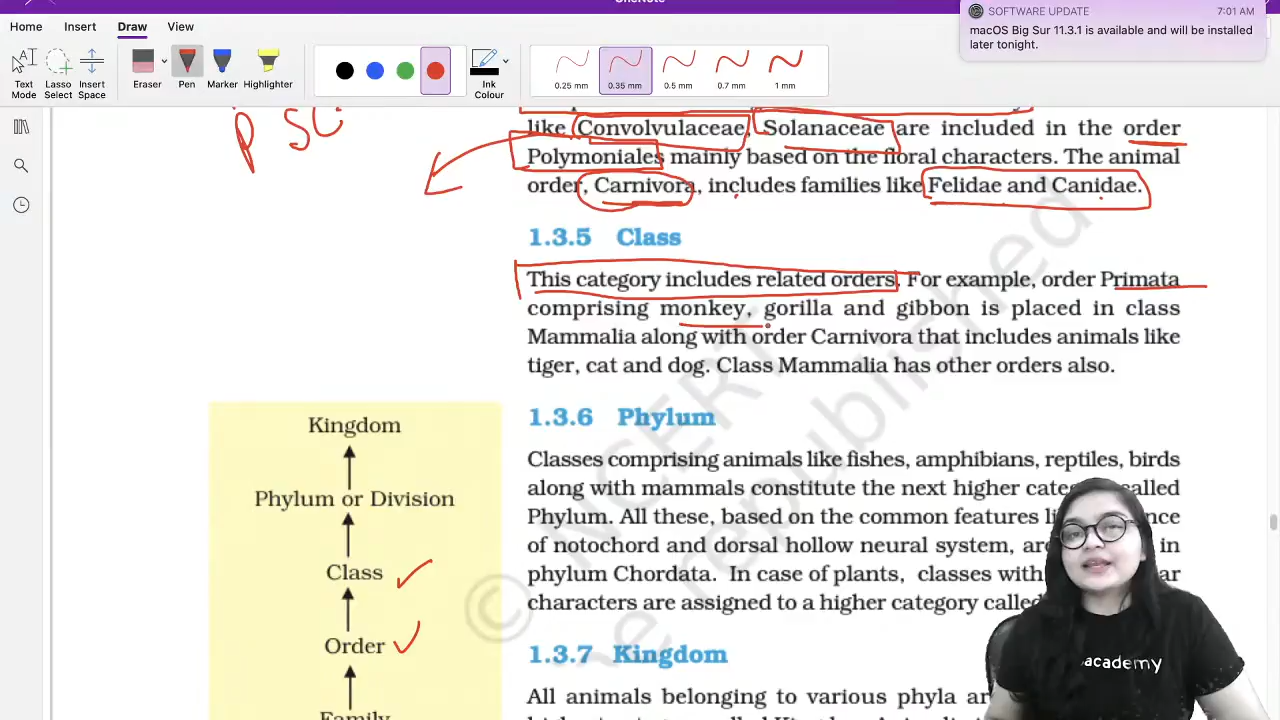 OneNote
Home Insert Draw View
SOFTWARE UPDATE 7:01 AM
macOS Big Sur 11.3.1 is available and will be installed
later tonight.
Text Mode
Lasso Select
Insert Space
Eraser
Pen
Marker
Highlighter
Ink Colour
0.25 mm
0.35 mm
0.5 mm
0.7 mm
1 mm
like Convolvulaceae, Solanaceae are included in the order
Polymoniales mainly based on the floral characters. The animal
order, Carnivora, includes families like Felidae and Canidae.
1.3.5 Class
This category includes related orders. For example, order Primata
comprising monkey, gorilla and gibbon is placed in class
Mammalia along with order Carnivora that includes animals like
tiger, cat and dog. Class Mammalia has other orders also.
Kingdom
Phylum or Division
Class
Order
Family
1.3.6 Phylum
Classes comprising animals like fishes, amphibians, reptiles, birds
along with mammals constitute the next higher called
Phylum. All these, based on the common features
of notochord and dorsal hollow neural system, in
phylum Chordata. In case of plants, classes with
characters are assigned to a higher category called
1.3.7 Kingdom
All animals belonging to various phyla
© NCERT
be republished
academy